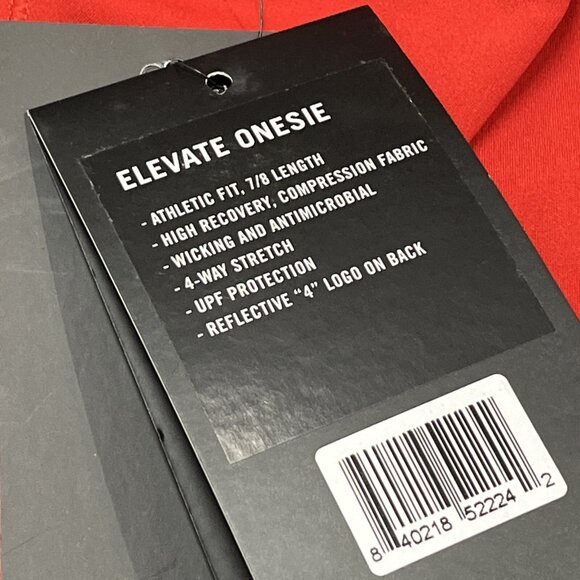 ELEVATE ONESIE
- ATHLETIC FIT, 7/8 LENGTH
- HIGH RECOVERY, COMPRESSION FABRIC
- WICKING AND ANTIMICROBIAL
- 4-WAY STRETCH
- UPF PROTECTION
- REFLECTIVE “4” LOGO ON BACK
8 40218 52224 2